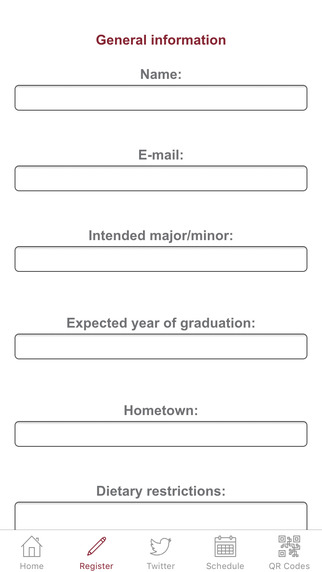 General information
Name:
E-mail:
Intended major/minor:
Expected year of graduation:
Hometown:
Dietary restrictions:
Home Register Twitter Schedule QR Codes